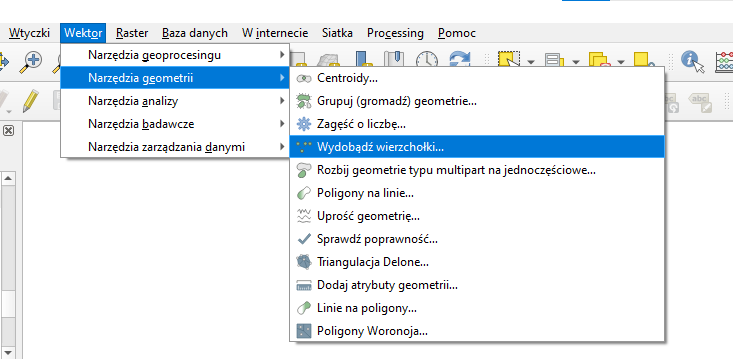 Wtyczki Wektor Raster Baza danych W internecie Siatka Processing Pomoc
Narzędzia geoprocesingu
Narzędzia geometrii
Narzędzia analizy
Narzędzia badawcze
Narzędzia zarządzania danymi
Centroidy...
Grupuj (gromadź) geometrie...
Zagęść o liczbę...
Wydobądź wierzchołki...
Rozbij geometrie typu multipart na jednoczęściowe...
Poligony na linie...
Uprość geometrię...
Sprawdź poprawność...
Triangulacja Delone...
Dodaj atrybuty geometrii...
Linie na poligony...
Poligony Woronoja...
abc